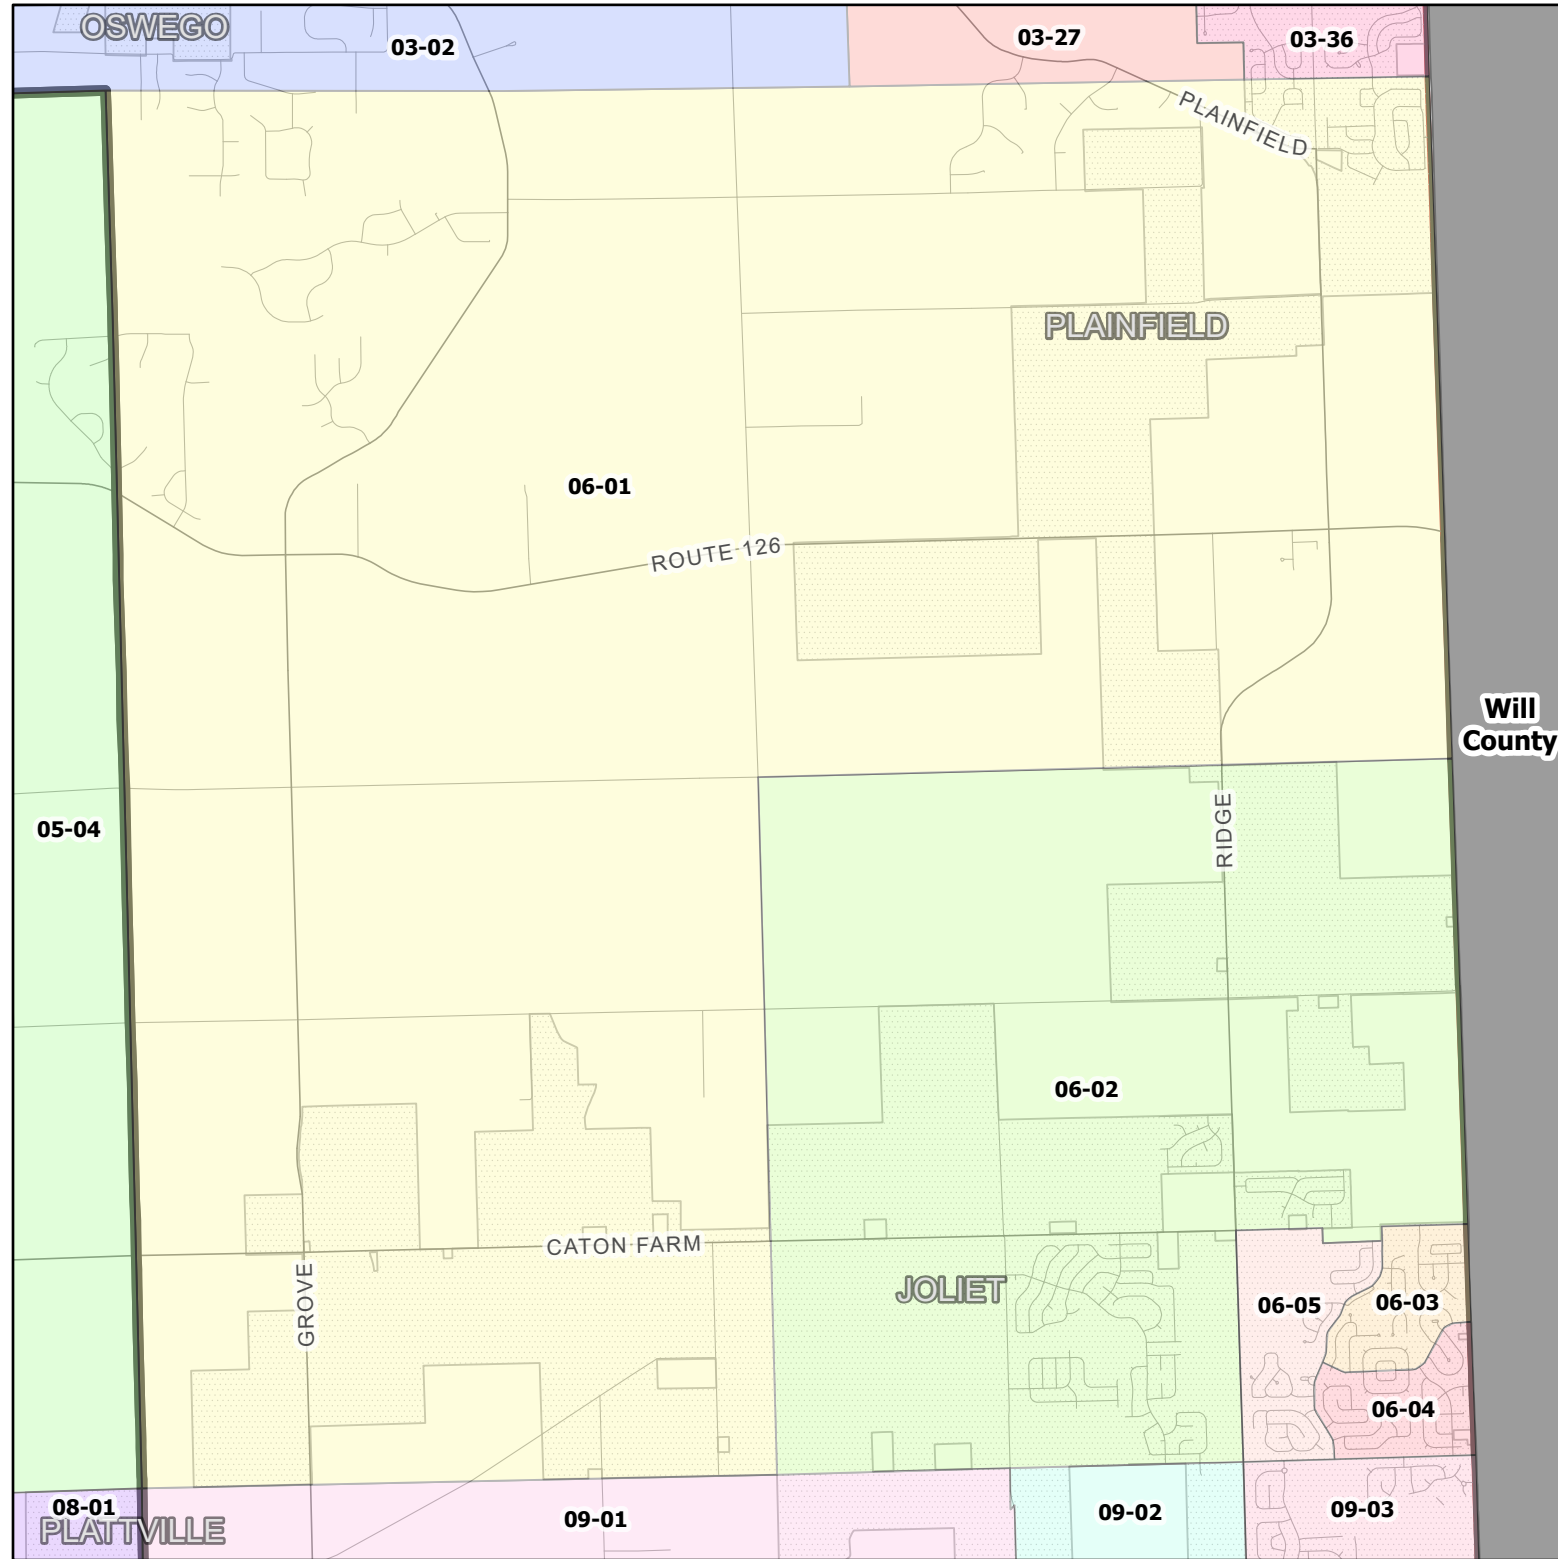 OSWEGO
03-02
03-27
03-36
PLAINFIELD
PLAINFIELD
06-01
ROUTE 126
Will
County
05-04
RIDGE
06-02
CATON FARM
GROVE
JOLIET
06-05
06-03
06-04
08-01
PLATTVILLE
09-01
09-02
09-03